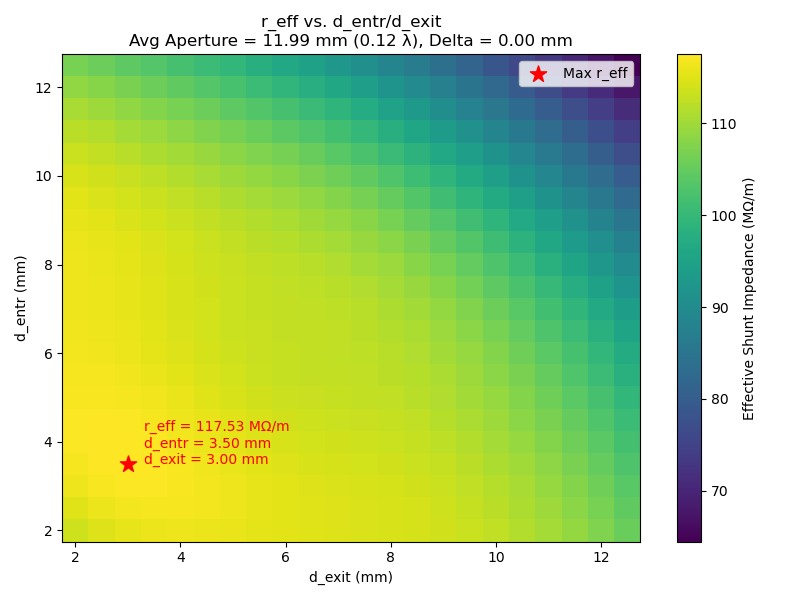 r_eff vs. d_entr/d_exit
Avg Aperture = 11.99 mm (0.12 λ), Delta = 0.00 mm
Max r_eff
r_eff = 117.53 MΩ/m
d_entr = 3.50 mm
d_exit = 3.00 mm
d_entr (mm)
12
10
8
6
4
2
2
4
6
8
10
12
d_exit (mm)
110
100
90
80
70
Effective Shunt Impedance (MΩ/m)